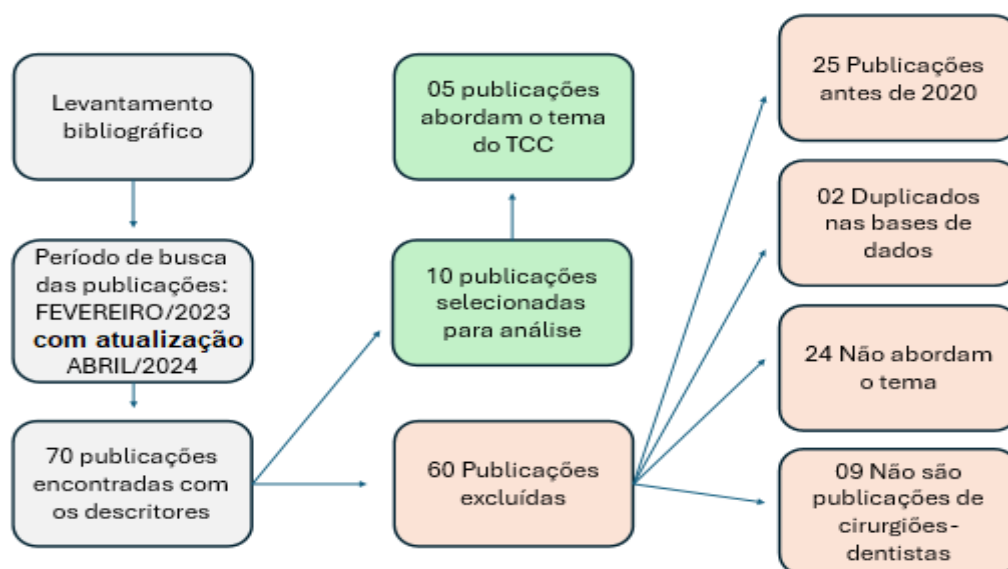 Levantamento
bibliográfico
Período de busca
das publicações:
FEVEREIRO/2023
com atualização
ABRIL/2024
70 publicações
encontradas com
os descritores
05 publicações
abordam o tema
do TCC
10 publicações
selecionadas
para análise
60 Publicações
excluídas
25 Publicações
antes de 2020
02 Duplicados
nas bases de
dados
24 Não abordam
o tema
09 Não são
publicações de
cirurgiões-
dentistas